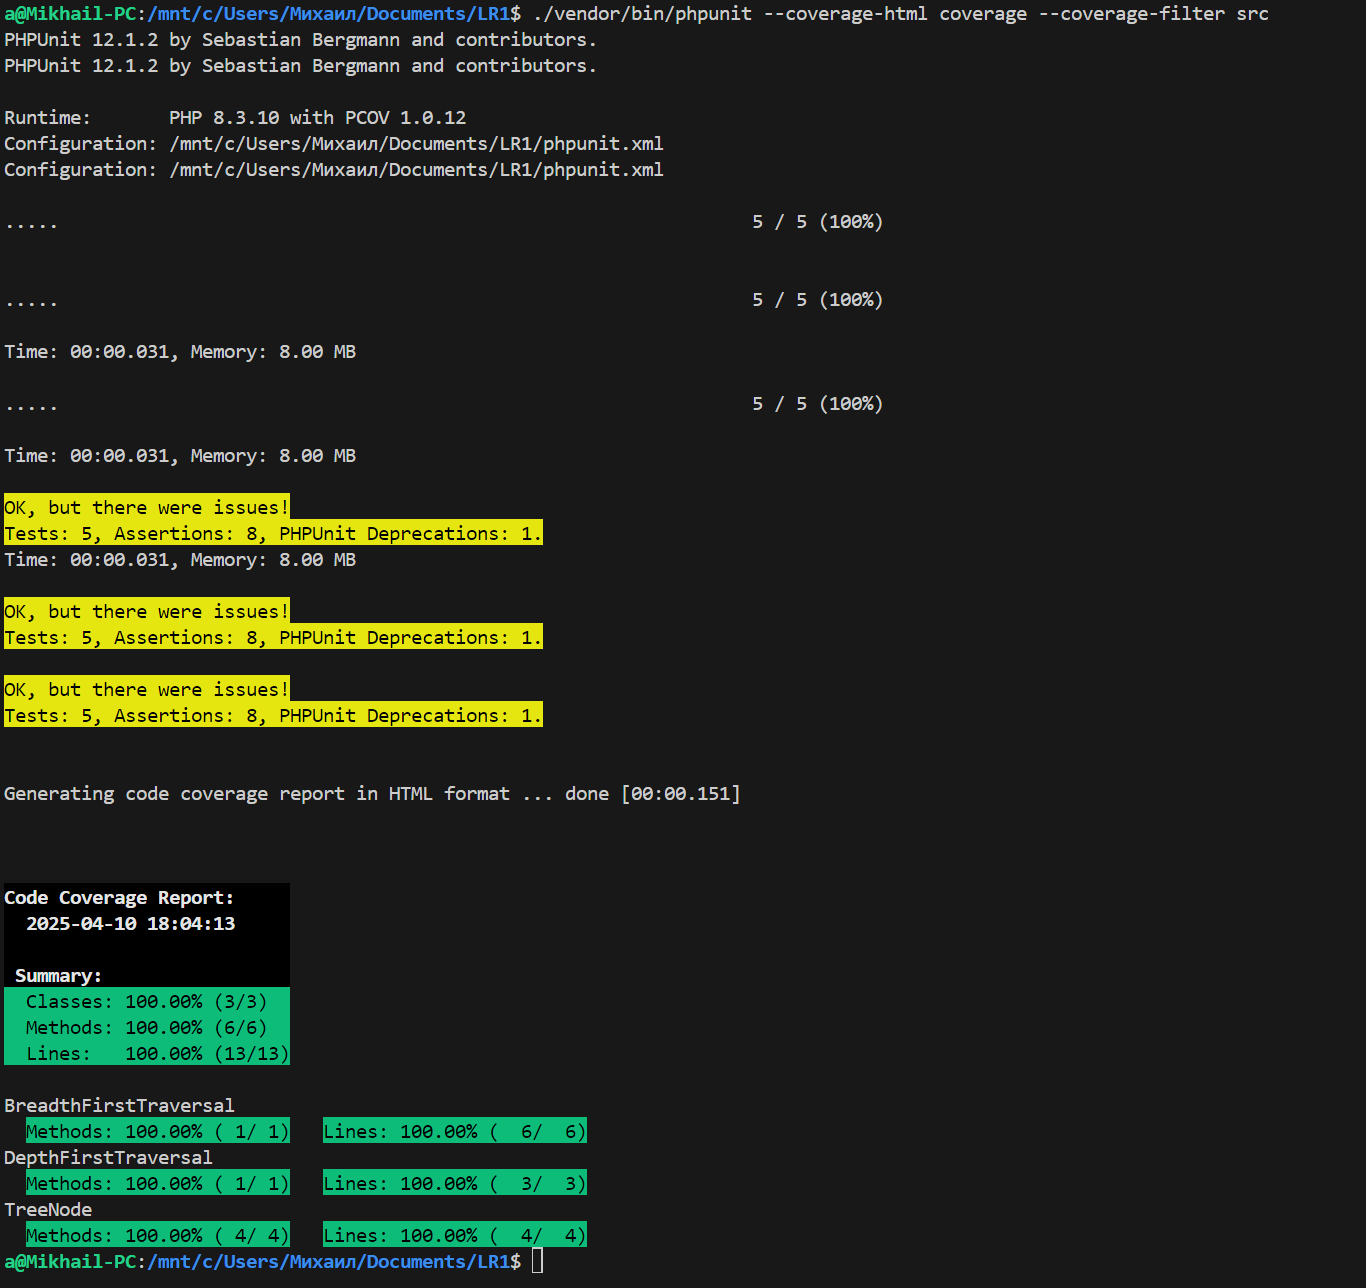 a@Mikhail-PC:/mnt/c/Users/Михаил/Documents/LR1$ ./vendor/bin/phpunit --coverage-html coverage --coverage-filter src
PHPUnit 12.1.2 by Sebastian Bergmann and contributors.
PHPUnit 12.1.2 by Sebastian Bergmann and contributors.
Runtime:       PHP 8.3.10 with PCOV 1.0.12
Configuration: /mnt/c/Users/Михаил/Documents/LR1/phpunit.xml
Configuration: /mnt/c/Users/Михаил/Documents/LR1/phpunit.xml
.....                                                               5 / 5 (100%)
.....                                                               5 / 5 (100%)
Time: 00:00.031, Memory: 8.00 MB
.....                                                               5 / 5 (100%)
Time: 00:00.031, Memory: 8.00 MB
OK, but there were issues!
Tests: 5, Assertions: 8, PHPUnit Deprecations: 1.
Time: 00:00.031, Memory: 8.00 MB
OK, but there were issues!
Tests: 5, Assertions: 8, PHPUnit Deprecations: 1.
OK, but there were issues!
Tests: 5, Assertions: 8, PHPUnit Deprecations: 1.
Generating code coverage report in HTML format ... done [00:00.151]
Code Coverage Report:
  2025-04-10 18:04:13
 Summary:
  Classes: 100.00% (3/3)
  Methods: 100.00% (6/6)
  Lines:   100.00% (13/13)
BreadthFirstTraversal
  Methods: 100.00% ( 1/ 1)   Lines: 100.00% (  6/  6)
DepthFirstTraversal
  Methods: 100.00% ( 1/ 1)   Lines: 100.00% (  3/  3)
TreeNode
  Methods: 100.00% ( 4/ 4)   Lines: 100.00% (  4/  4)
a@Mikhail-PC:/mnt/c/Users/Михаил/Documents/LR1$